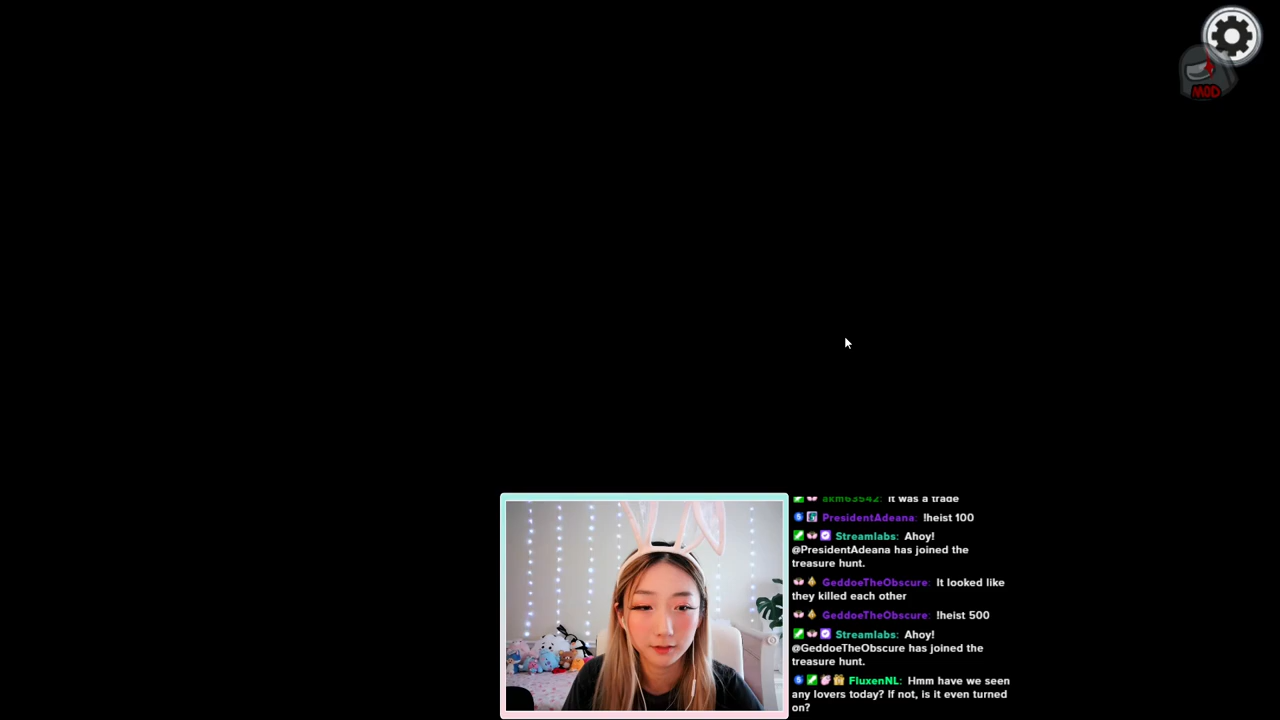 MOD
akm63542: It was a trade
PresidentAdeana: !heist 100
Streamlabs: Ahoy!
@PresidentAdeana has joined the
treasure hunt.
GeddoeTheObscure: It looked like
they killed each other
GeddoeTheObscure: !heist 500
Streamlabs: Ahoy!
@GeddoeTheObscure has joined the
treasure hunt.
FluxenNL: Hmm have we seen
any lovers today? If not, is it even turned
on?